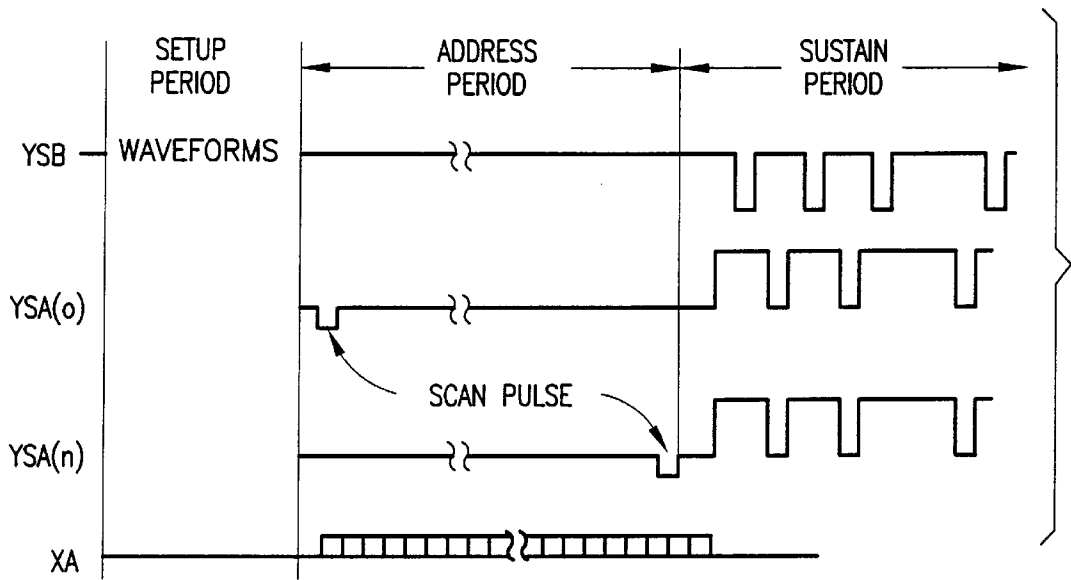 SETUP
PERIOD
ADDRESS
PERIOD
SUSTAIN
PERIOD
YSB
WAVEFORMS
YSA(o)
SCAN PULSE
YSA(n)
XA